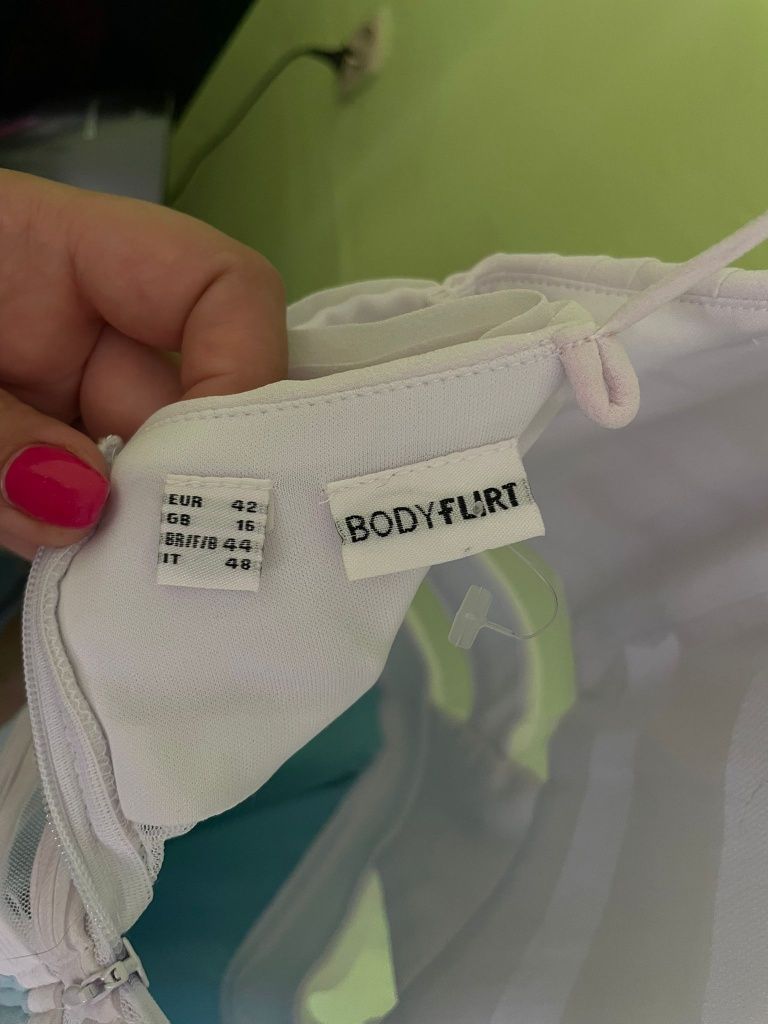 EUR 42
GB 16
BR/F/B 44
IT 48
BODYFLIRT